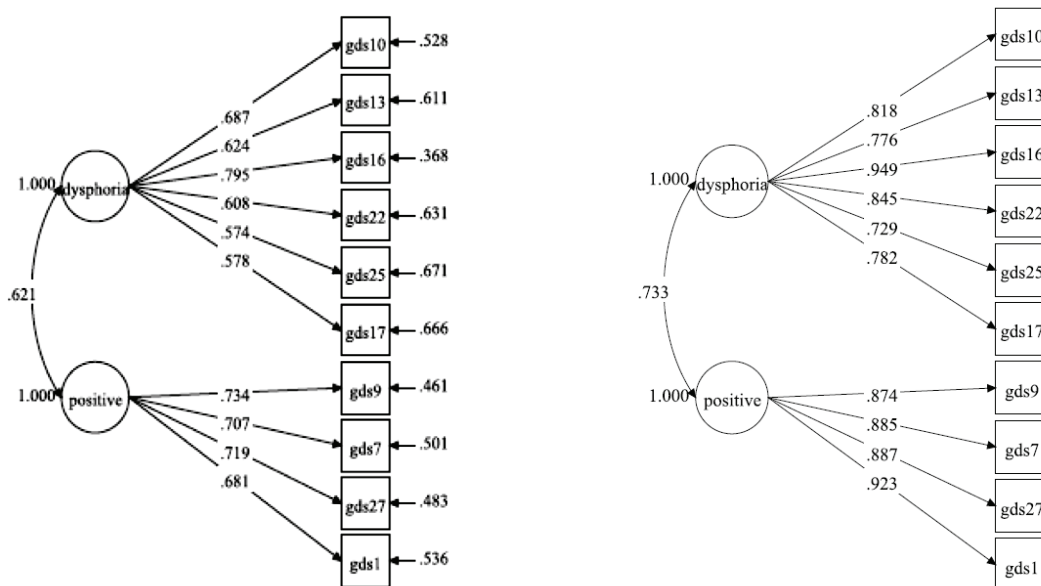 gds10 .528
.687
gds13 .611
.624
gds16 .368
.795
1.000 dysphoria
.608
gds22 .631
.574
gds25 .671
.578
.621
gds17 .666
gds9 .461
.734
1.000 positive
.707
gds7 .501
.719
gds27 .483
.681
gds1 .536
gds10
.818
gds13
.776
gds16
.949
1.000 dysphoria
.845
gds22
.729
gds25
.782
.733
gds17
gds9
.874
1.000 positive
.885
gds7
.887
gds27
.923
gds1